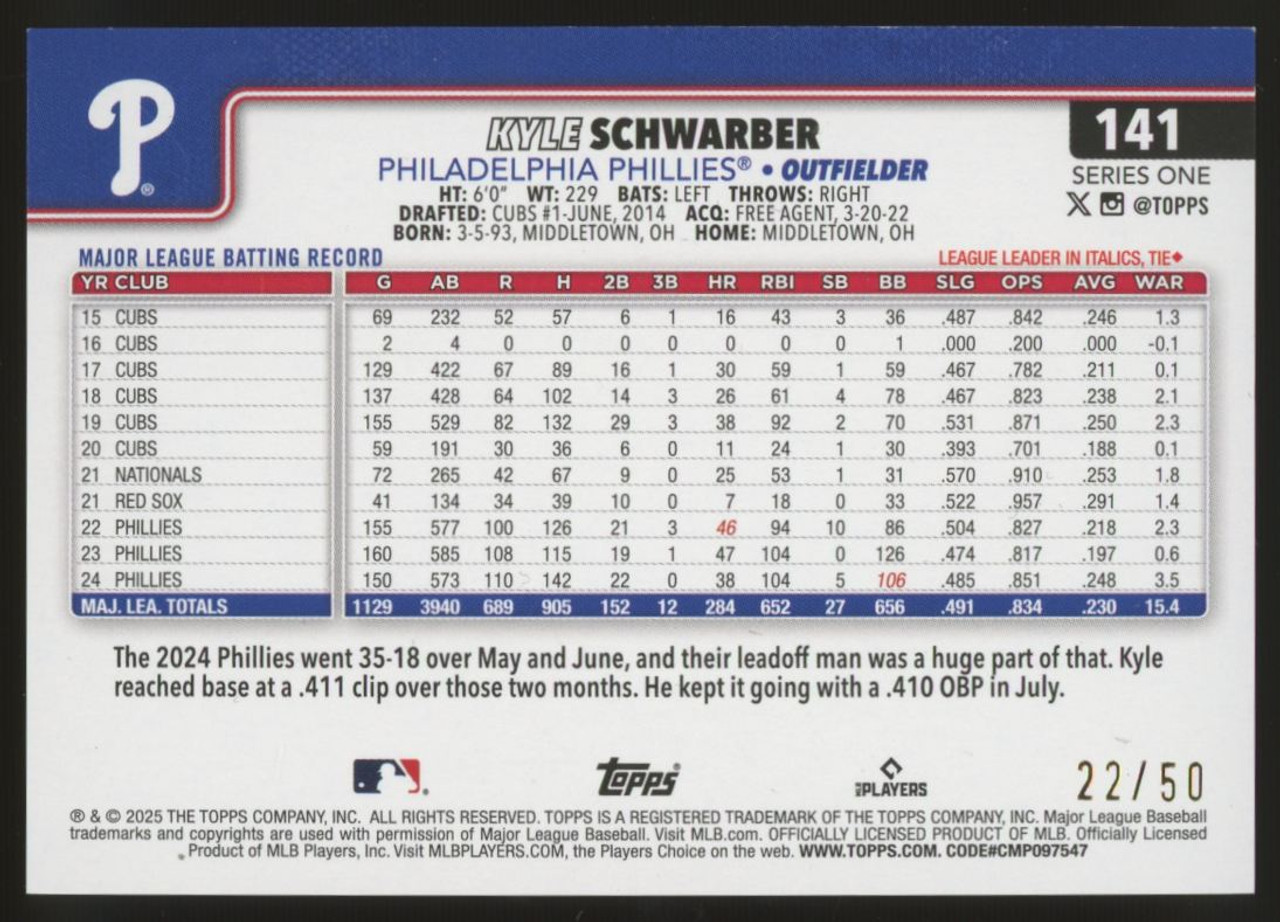 P®
KYLE SCHWARBER
141
PHILADELPHIA PHILLIES® • OUTFIELDER
SERIES ONE
HT: 6'0" WT: 229 BATS: LEFT THROWS: RIGHT
@TOPPS
DRAFTED: CUBS #1-JUNE, 2014 ACQ: FREE AGENT, 3-20-22
BORN: 3-5-93, MIDDLETOWN, OH HOME: MIDDLETOWN, OH
MAJOR LEAGUE BATTING RECORD LEAGUE LEADER IN ITALICS, TIE♦
YR CLUB G AB R H 2B 3B HR RBI SB BB SLG OPS AVG WAR
15 CUBS 69 232 52 57 6 1 16 43 3 36 .487 .842 .246 1.3
16 CUBS 2 4 0 0 0 0 0 0 0 1 .000 .200 .000 -0.1
17 CUBS 129 422 67 89 16 1 30 59 1 59 .467 .782 .211 0.1
18 CUBS 137 428 64 102 14 3 26 61 4 78 .467 .823 .238 2.1
19 CUBS 155 529 82 132 29 3 38 92 2 70 .531 .871 .250 2.3
20 CUBS 59 191 30 36 6 0 11 24 1 30 .393 .701 .188 0.1
21 NATIONALS 72 265 42 67 9 0 25 53 1 31 .570 .910 .253 1.8
21 RED SOX 41 134 34 39 10 0 7 18 0 33 .522 .957 .291 1.4
22 PHILLIES 155 577 100 126 21 3 46 94 10 86 .504 .827 .218 2.3
23 PHILLIES 160 585 108 115 19 1 47 104 0 126 .474 .817 .197 0.6
24 PHILLIES 150 573 110 142 22 0 38 104 5 106 .485 .851 .248 3.5
MAJ. LEA. TOTALS 1129 3940 689 905 152 12 284 652 27 656 .491 .834 .230 15.4
The 2024 Phillies went 35-18 over May and June, and their leadoff man was a huge part of that. Kyle
reached base at a .411 clip over those two months. He kept it going with a .410 OBP in July.
Topps® MLB PLAYERS 22/50
® & © 2025 THE TOPPS COMPANY, INC. ALL RIGHTS RESERVED. TOPPS IS A REGISTERED TRADEMARK OF THE TOPPS COMPANY, INC. Major League Baseball
trademarks and copyrights are used with permission of Major League Baseball. Visit MLB.com. OFFICIALLY LICENSED PRODUCT OF MLB. Officially Licensed
Product of MLB Players, Inc. Visit MLBPLAYERS.COM, the Players Choice on the web. WWW.TOPPS.COM. CODE#CMP097547